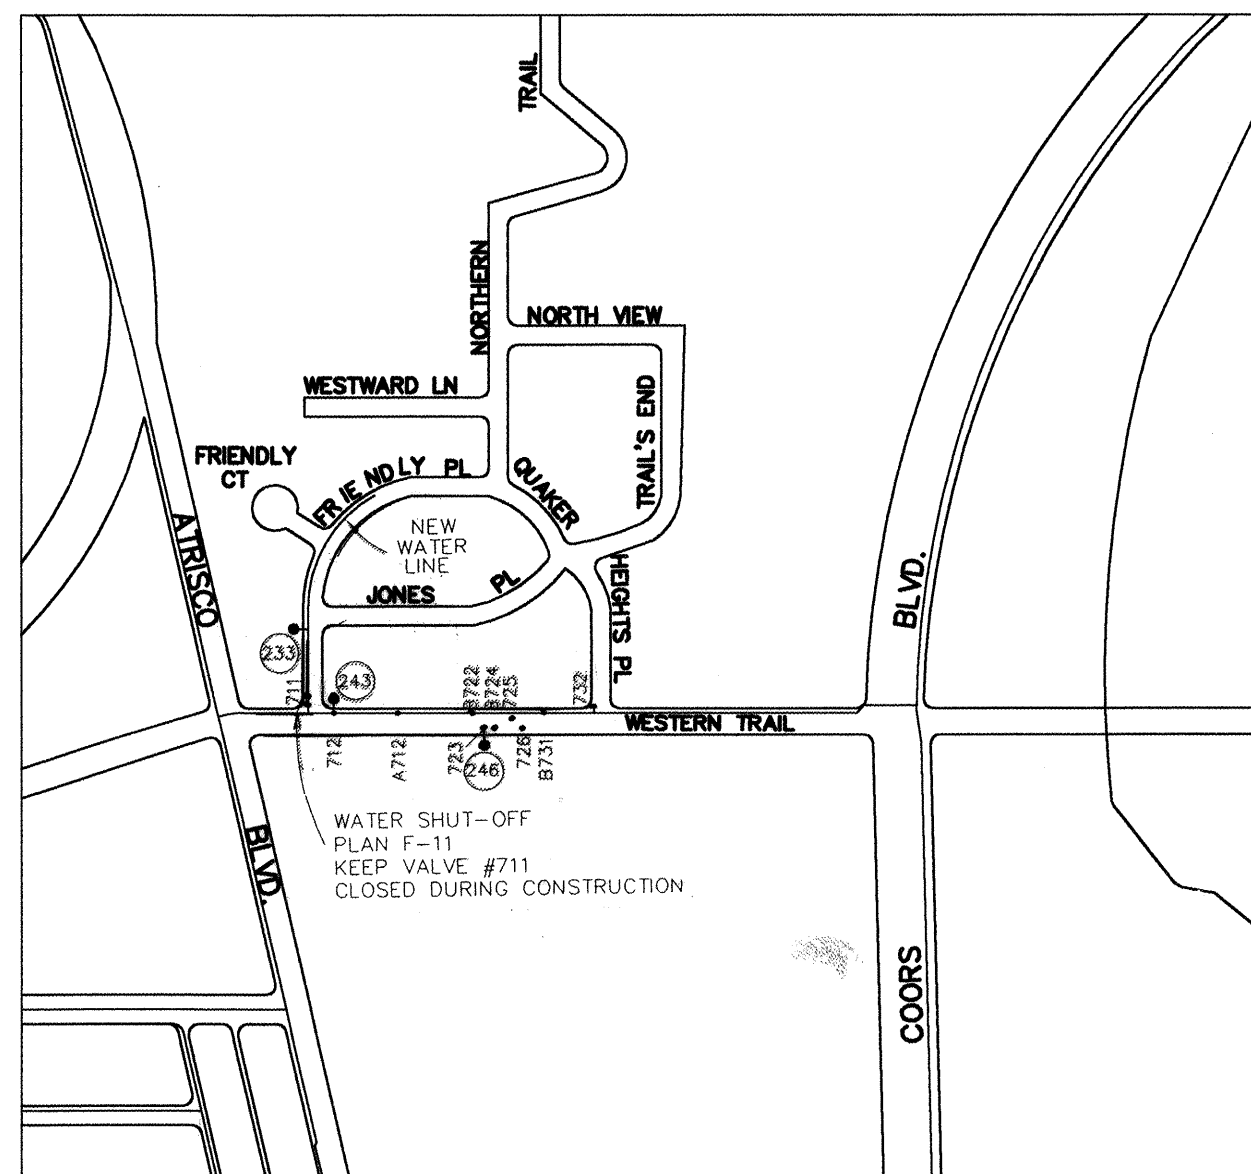 TRAIL
NORTHERN
NORTH VIEW
WESTWARD LN
TRAIL'S END
FRIENDLY
CT
FRIENDLY PL
QUAKER
HEIGHTS PL
NEW
WATER
LINE
JONES PL
ATRISCO
BLVD.
BLVD.
COORS
233
243
711
B722
B724
725
732
WESTERN TRAIL
712
A712
723
246
726
B731
WATER SHUT-OFF
PLAN F-11
KEEP VALVE #711
CLOSED DURING CONSTRUCTION